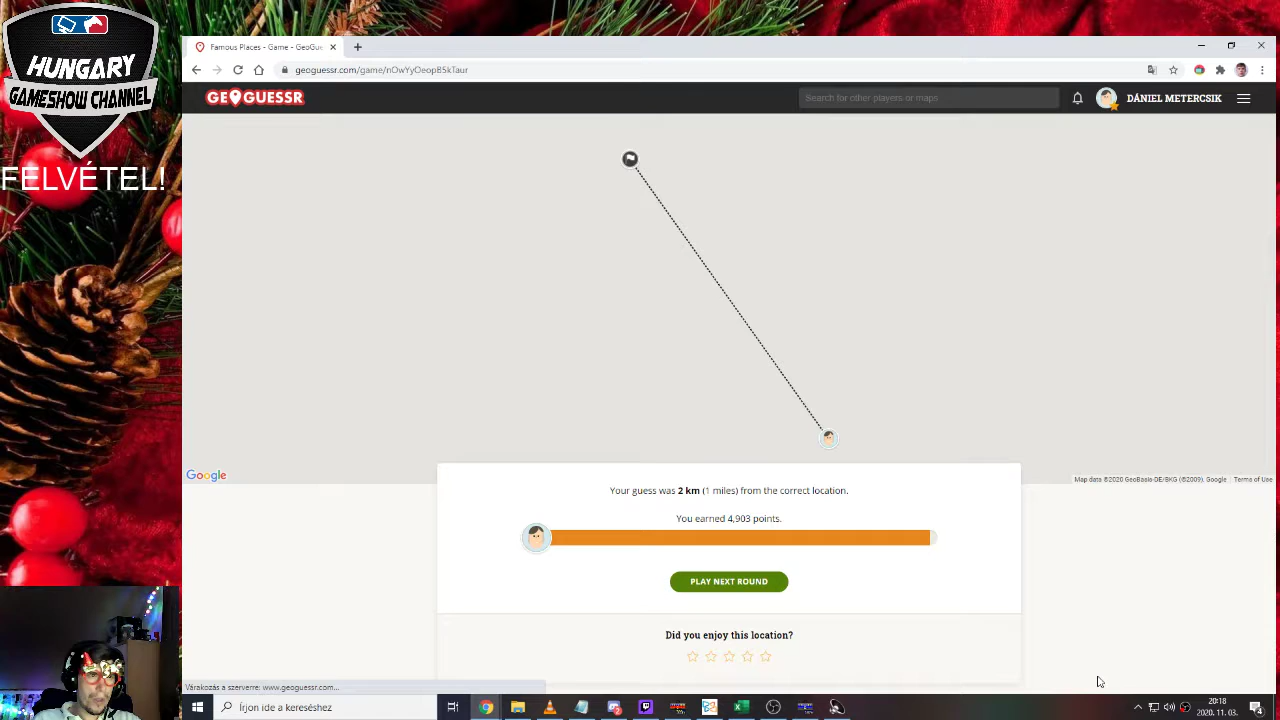 HUNGARY
GAMESHOW CHANNEL
FELVÉTEL!
Famous Places - Game - GeoGu
geoguessr.com/game/nOwYyOeopB5kTaur
GEOGUESSR
Search for other players or maps
DÁNIEL METERCSIK
Google
Map data ©2020 GeoBasis-DE/BKG (©2009), Google
Terms of Use
Your guess was 2 km (1 miles) from the correct location.
You earned 4,903 points.
PLAY NEXT ROUND
Did you enjoy this location?
Várakozás a szerverre: www.geoguessr.com...
Írjon ide a kereséshez
20:18
2020. 11. 03.
4